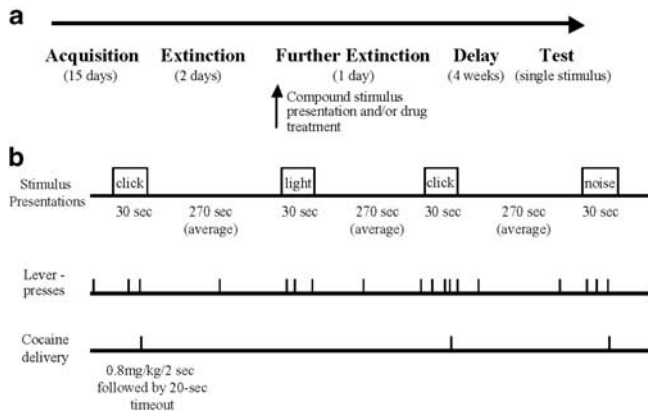 a
Acquisition Extinction Further Extinction Delay Test
(15 days) (2 days) (1 day) (4 weeks) (single stimulus)
Compound stimulus
presentation and/or drug
treatment
b
Stimulus
Presentations
click light click noise
30 sec 270 sec 30 sec 270 sec 30 sec 270 sec 30 sec
(average) (average) (average)
Lever -
presses
Cocaine
delivery
0.8mg/kg/2 sec
followed by 20-sec
timeout